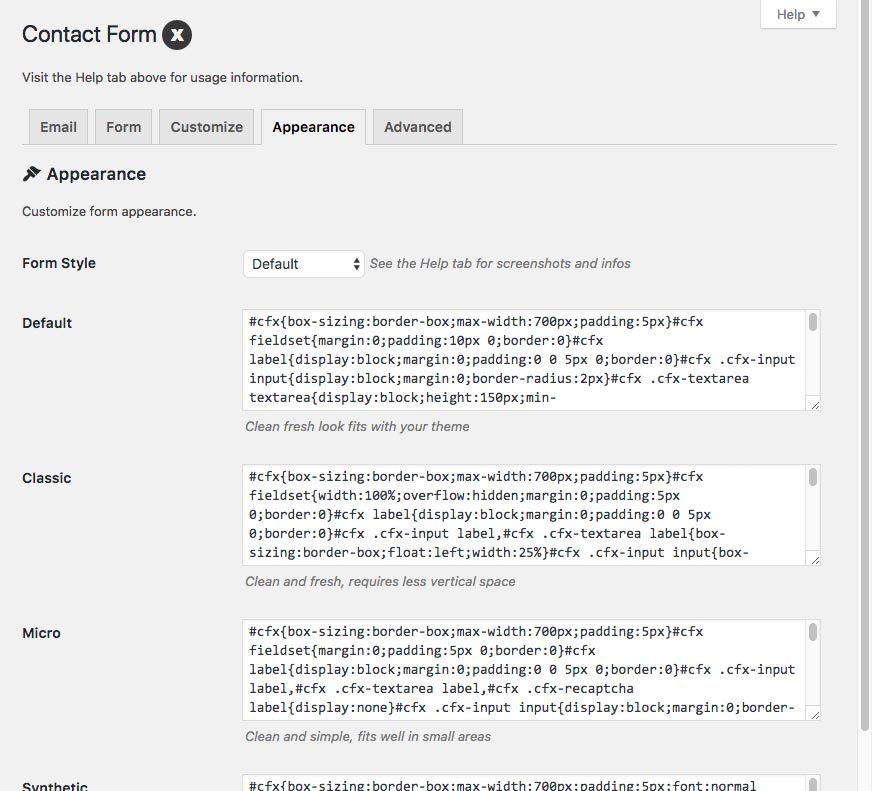 Help ▼
Contact Form X
Visit the Help tab above for usage information.
Email Form Customize Appearance Advanced
Appearance
Customize form appearance.
Form Style Default See the Help tab for screenshots and infos
Default
#cfx{box-sizing:border-box;max-width:700px;padding:5px}#cfx
fieldset{margin:0;padding:10px 0;border:0}#cfx
label{display:block;margin:0;padding:0 0 5px 0;border:0}#cfx .cfx-input
input{display:block;margin:0;border-radius:2px}#cfx .cfx-textarea
textarea{display:block;height:150px;min-
Clean fresh look fits with your theme
Classic
#cfx{box-sizing:border-box;max-width:700px;padding:5px}#cfx
fieldset{width:100%;overflow:hidden;margin:0;padding:5px
0;border:0}#cfx label{display:block;margin:0;padding:0 0 5px
0;border:0}#cfx .cfx-input label,#cfx .cfx-textarea label{box-
sizing:border-box;float:left;width:25%}#cfx .cfx-input input{box-
Clean and fresh, requires less vertical space
Micro
#cfx{box-sizing:border-box;max-width:700px;padding:5px}#cfx
fieldset{margin:0;padding:5px 0;border:0}#cfx
label{display:block;margin:0;padding:0 0 5px 0;border:0}#cfx .cfx-input
label,#cfx .cfx-textarea label,#cfx .cfx-recaptcha
label{display:none}#cfx .cfx-input input{display:block;margin:0;border-
Clean and simple, fits well in small areas
Synthetic
#cfx{box-sizing:border-box;max-width:700px;padding:5px;font:normal